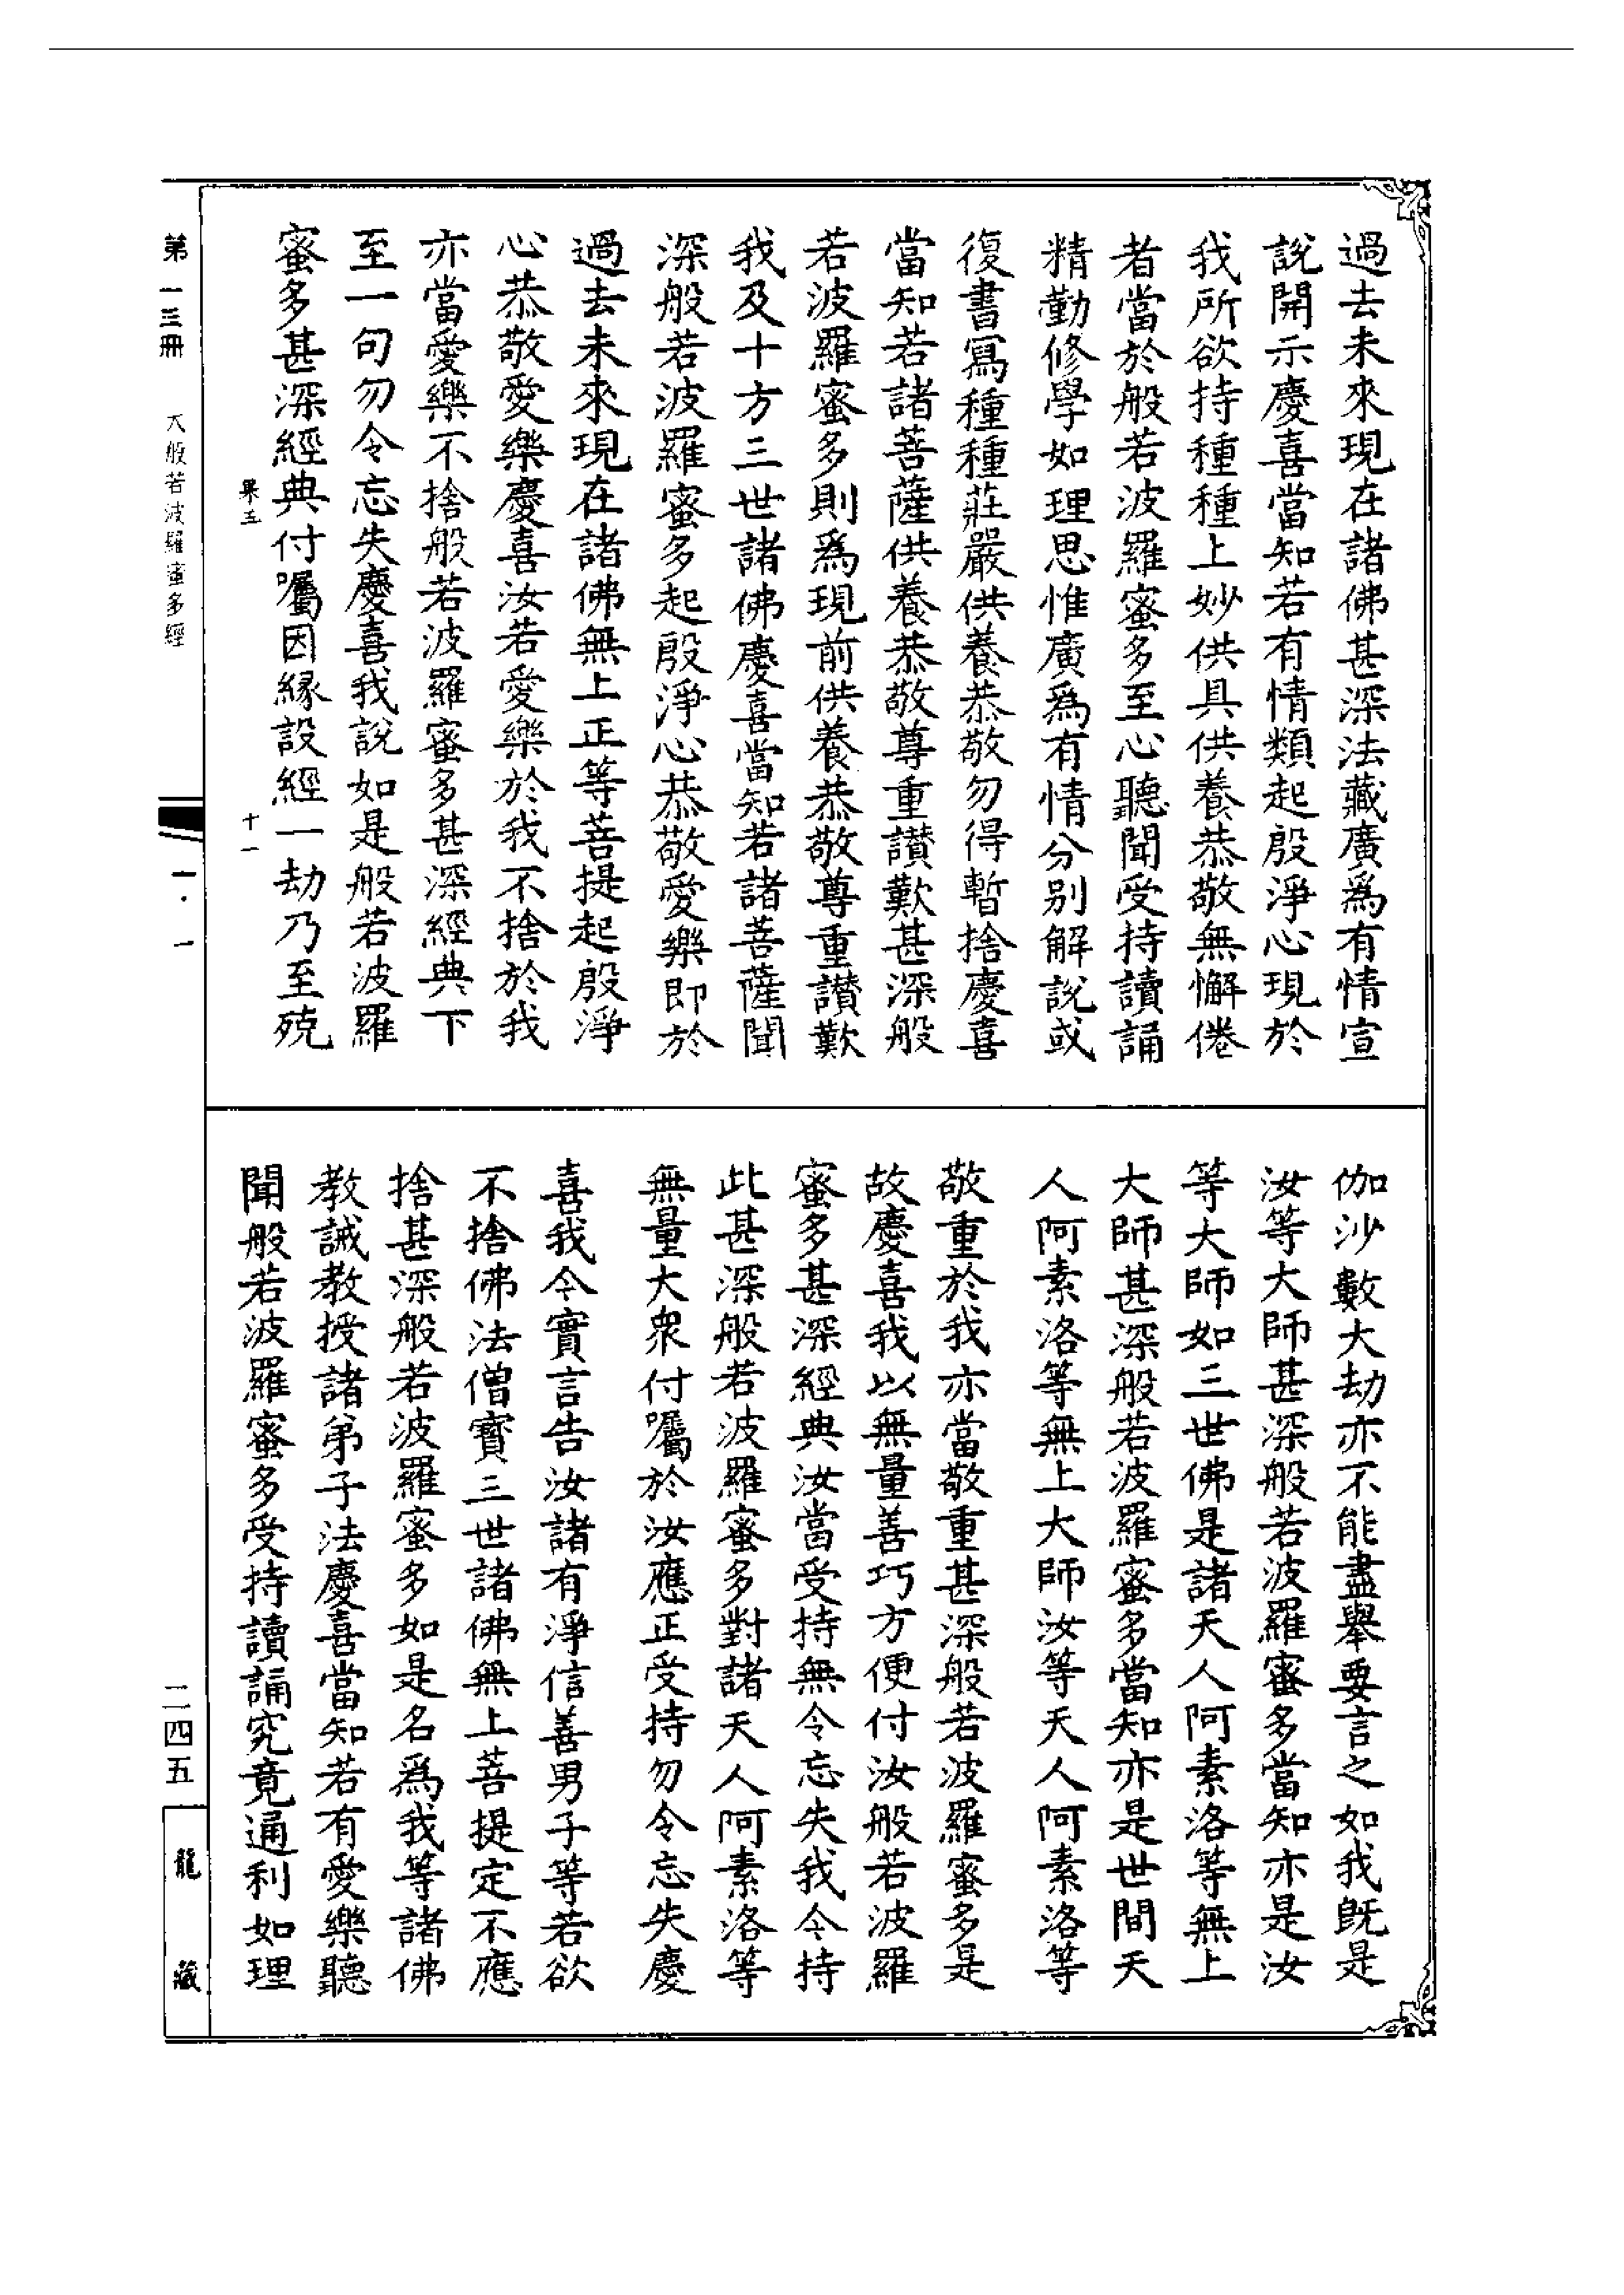 過去未來現在諸佛甚深法藏廣爲有情宣
說開示慶喜當知若有情類起殷淨心現於
我所欲持種種上妙供具供養恭敬無懈倦
者當於般若波羅蜜多至心聽聞受持讀誦
精勤修學如理思惟廣爲有情分別解說或
復書寫種種莊嚴供養恭敬勿得暫捨慶喜
當知若諸菩薩供養恭敬尊重讃歎甚深般
若波羅蜜多則爲現前供養恭敬尊重讃歎
我及十方三世諸佛慶喜當知若諸菩薩聞
深般若波羅蜜多起殷淨心恭敬愛樂即於
過去未來現在諸佛無上正等菩提起殷淨
心恭敬愛樂慶喜汝若愛樂於我不捨於我
亦當愛樂不捨般若波羅蜜多甚深經典下
至一句勿令忘失慶喜我說如是般若波羅
蜜多甚深經典付囑因緣設經一劫乃至殑
果五 十一
伽沙數大劫亦不能盡舉要言之如我旣是
汝等大師甚深般若波羅蜜多當知亦是汝
等大師如三世佛是諸天人阿素洛等無上
大師甚深般若波羅蜜多當知亦是世間天
人阿素洛等無上大師汝等天人阿素洛等
敬重於我亦當敬重甚深般若波羅蜜多是
故慶喜我以無量善巧方便付汝般若波羅
蜜多甚深經典汝當受持無令忘失我今持
此甚深般若波羅蜜多對諸天人阿素洛等
無量大衆付囑於汝應正受持勿令忘失慶
喜我今實言告汝諸有淨信善男子等若欲
不捨佛法僧寶三世諸佛無上菩提定不應
捨甚深般若波羅蜜多如是名爲我等諸佛
教誡教授諸弟子法慶喜當知若有愛樂聽
聞般若波羅蜜多受持讀誦究竟通利如理
第一三冊 大般若波羅蜜多經
一·一
二四五
龍藏